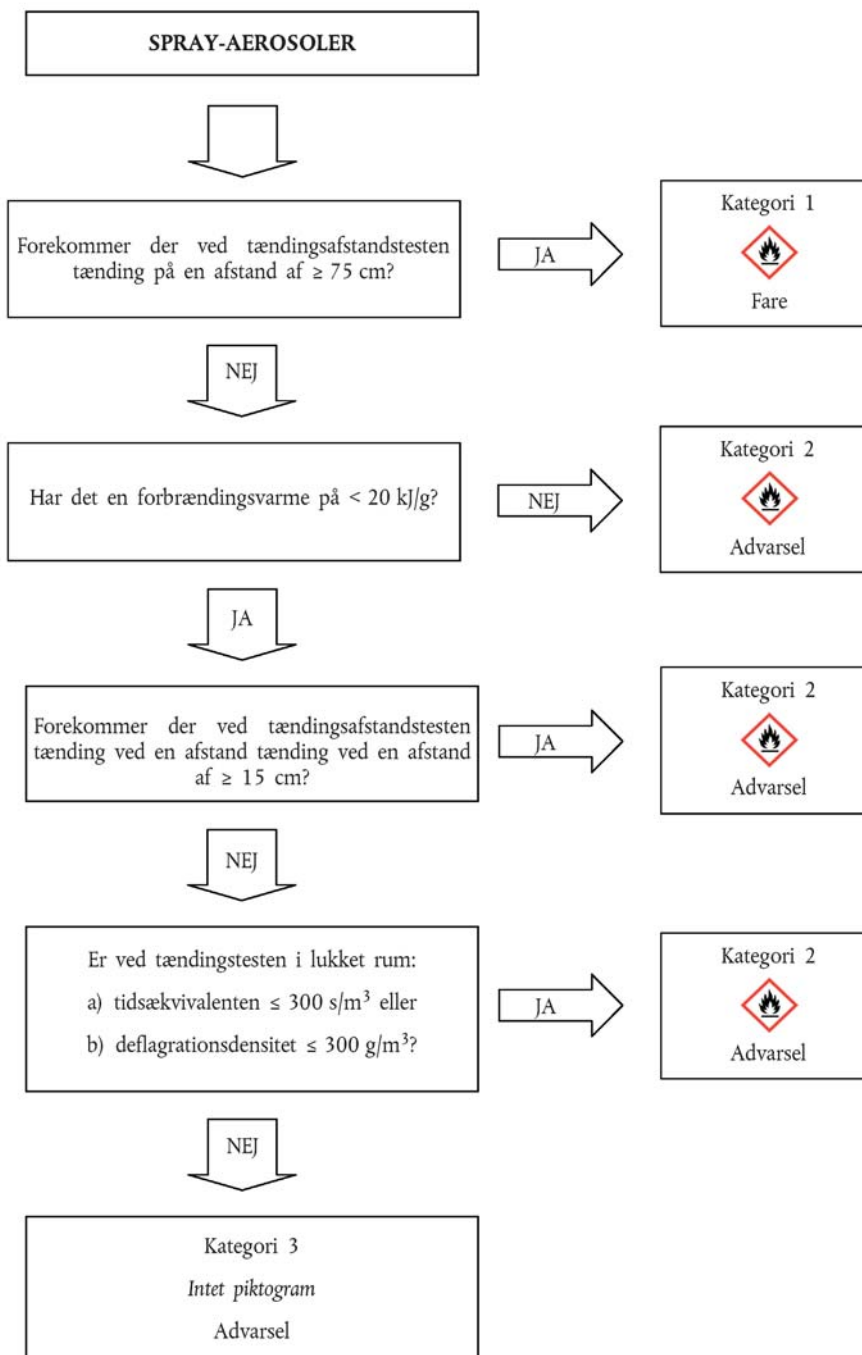 SPRAY-AEROSOLER
Forekommer der ved tændingsafstandstesten
tænding på en afstand af ≥ 75 cm?
JA
Kategori 1
Fare
NEJ
Har det en forbrændingsvarme på < 20 kJ/g?
NEJ
Kategori 2
Advarsel
JA
Forekommer der ved tændingsafstandstesten
tænding ved en afstand tænding ved en afstand
af ≥ 15 cm?
JA
Kategori 2
Advarsel
NEJ
Er ved tændingstesten i lukket rum:
a) tidsækvivalenten ≤ 300 s/m³ eller
b) deflagrationsdensitet ≤ 300 g/m³?
JA
Kategori 2
Advarsel
NEJ
Kategori 3
Intet piktogram
Advarsel